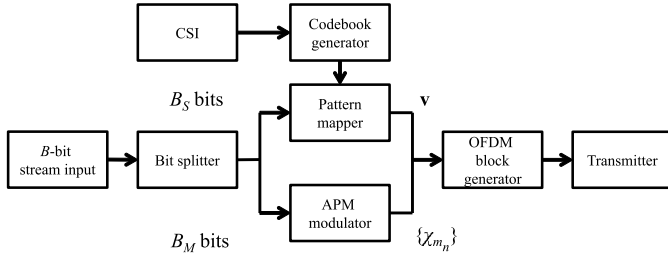 CSI
Codebook
generator
B_S bits
Pattern
mapper
v
B-bit
stream input
Bit splitter
OFDM
block
generator
Transmitter
APM
modulator
B_M bits
{χ_{m_n}}